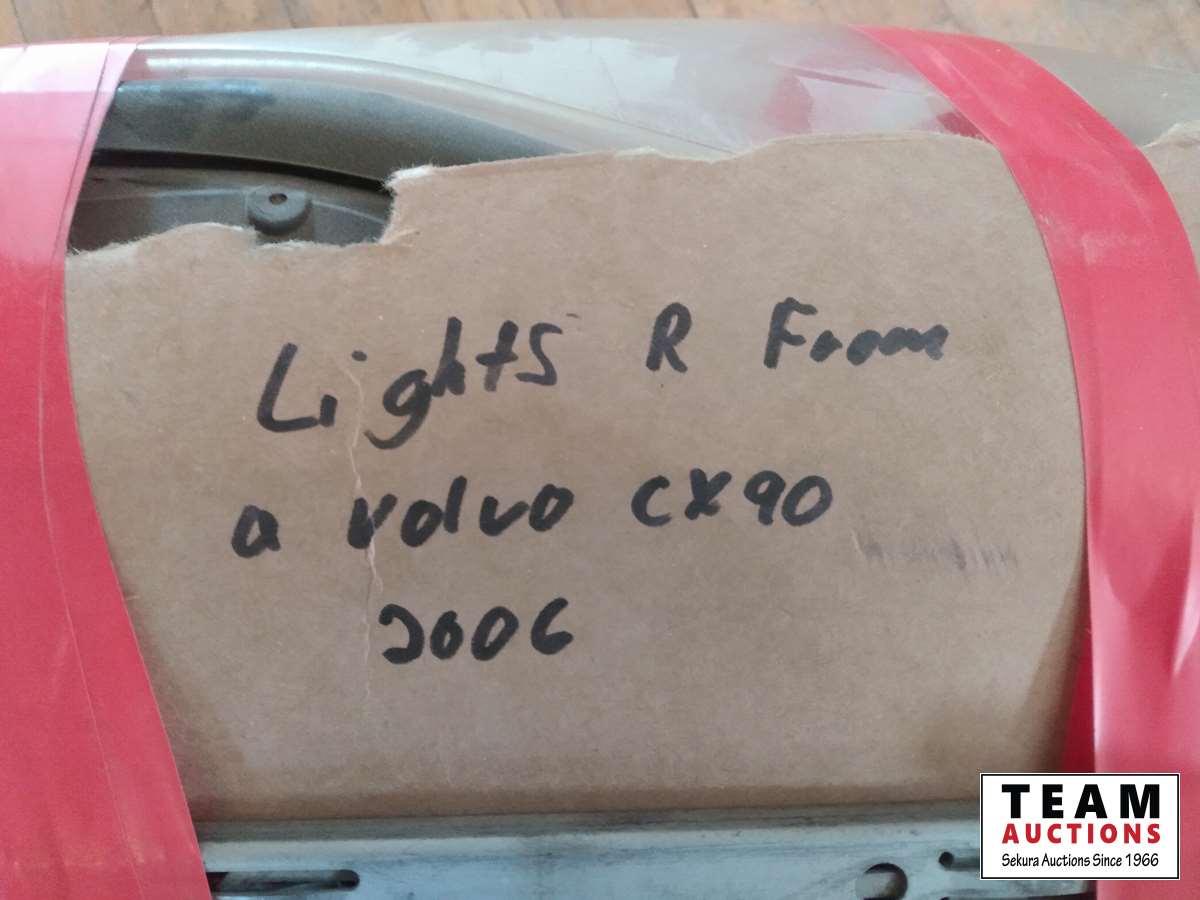 Lights R From
a Volvo CX90
2006
TEAM
AUCTIONS
Sekura Auctions Since 1966